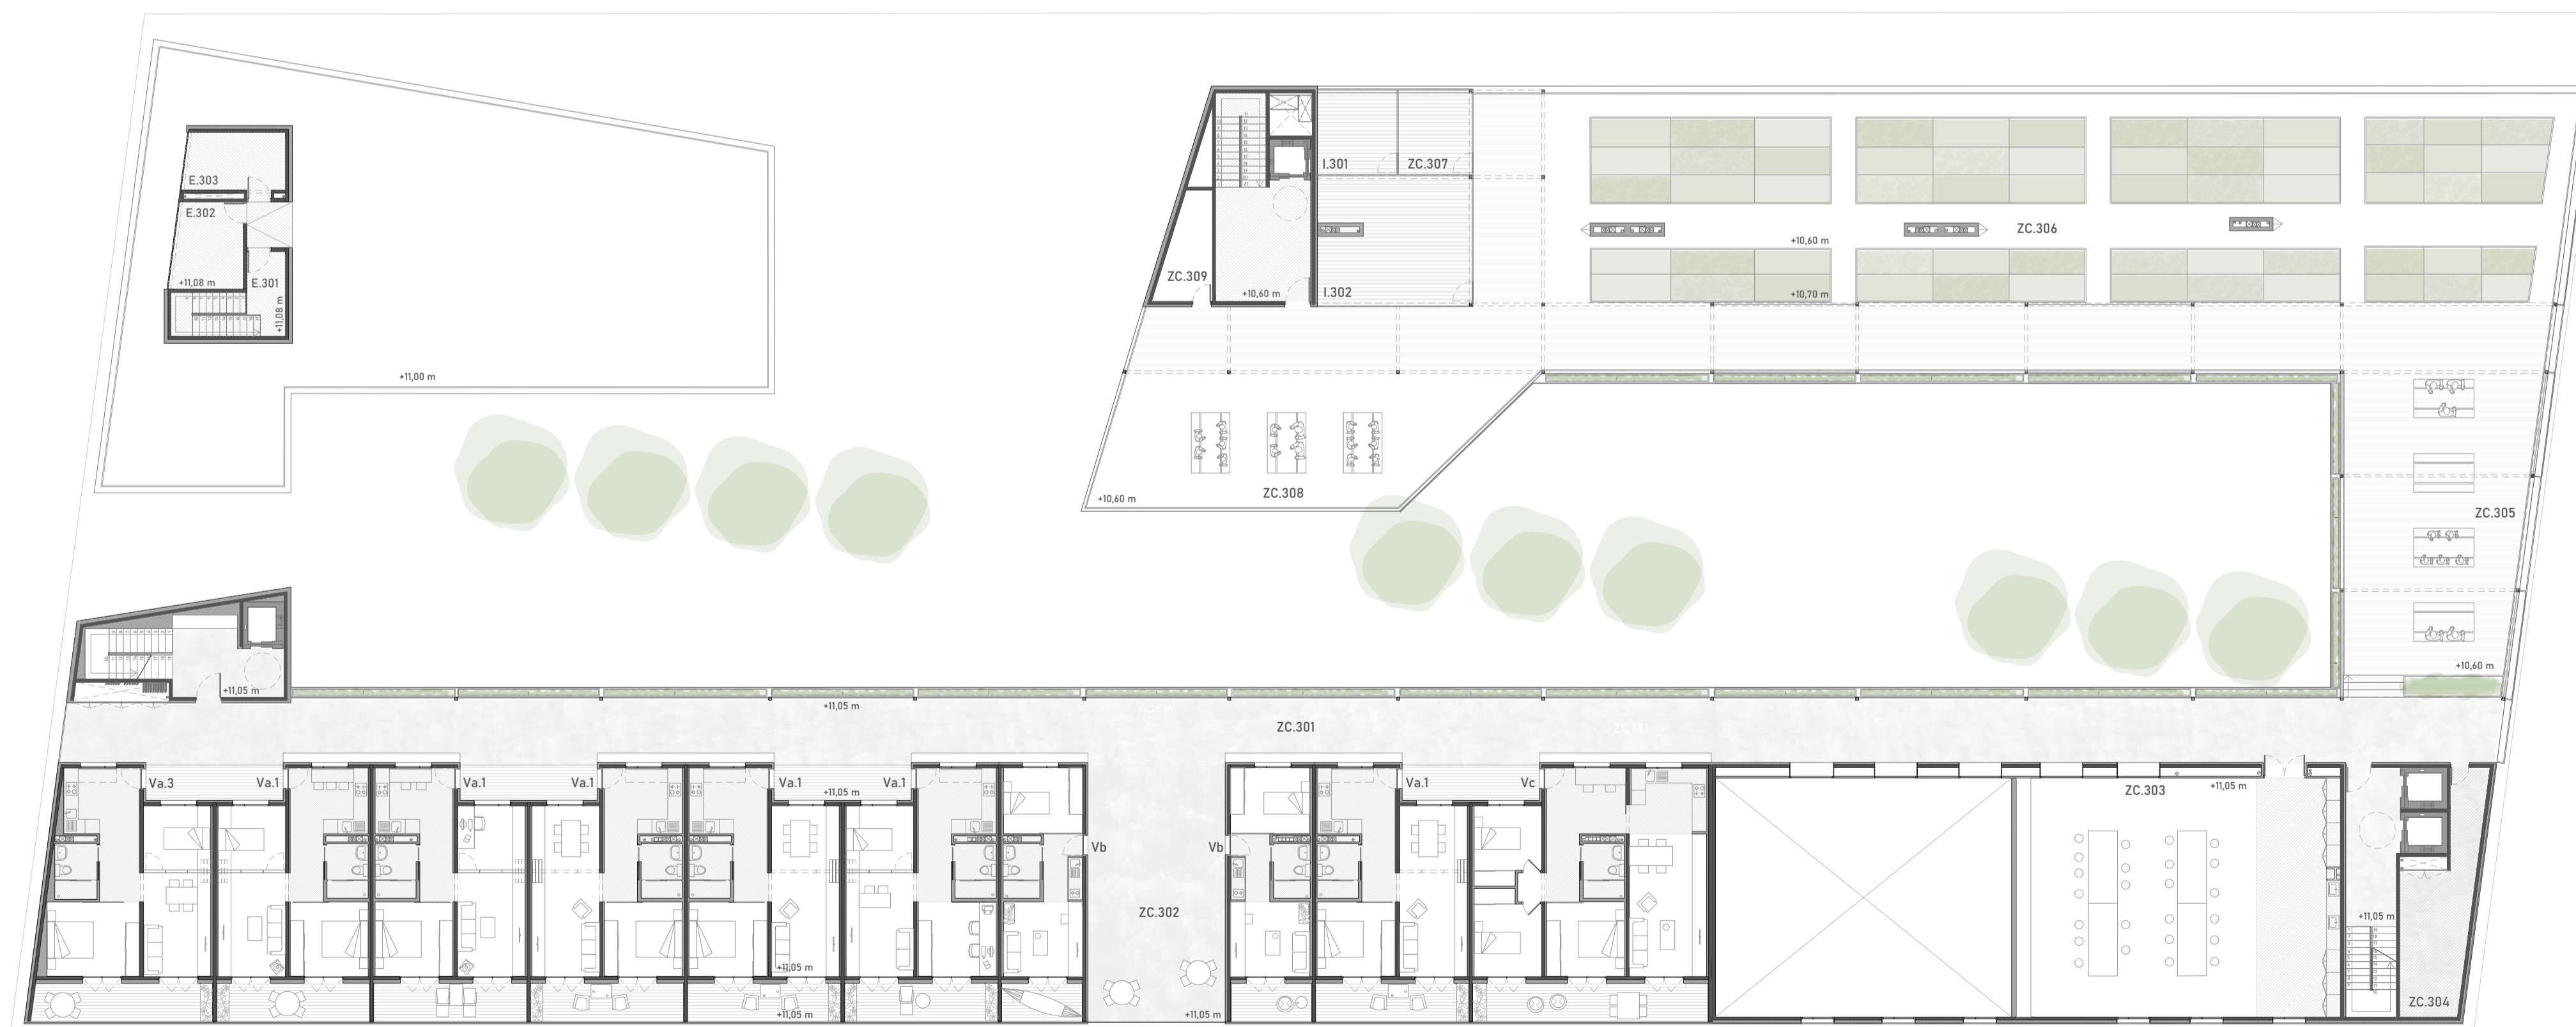 I.301
ZC.307
E.303
E.302
ZC.306
+10,60 m
ZC.309
E.301
+11,08 m
+11,08 m
+10,60 m
I.302
+10,70 m
+11,00 m
ZC.308
+10,60 m
ZC.305
+10,60 m
+11,05 m
+11,05 m
ZC.301
Va.3
Va.1
Va.1
Va.1
Va.1
Va.1
Va.1
Vc
+11,05 m
ZC.303
+11,05 m
Vb
Vb
ZC.302
+11,05 m
+11,05 m
ZC.304
+11,05 m
+11,05 m